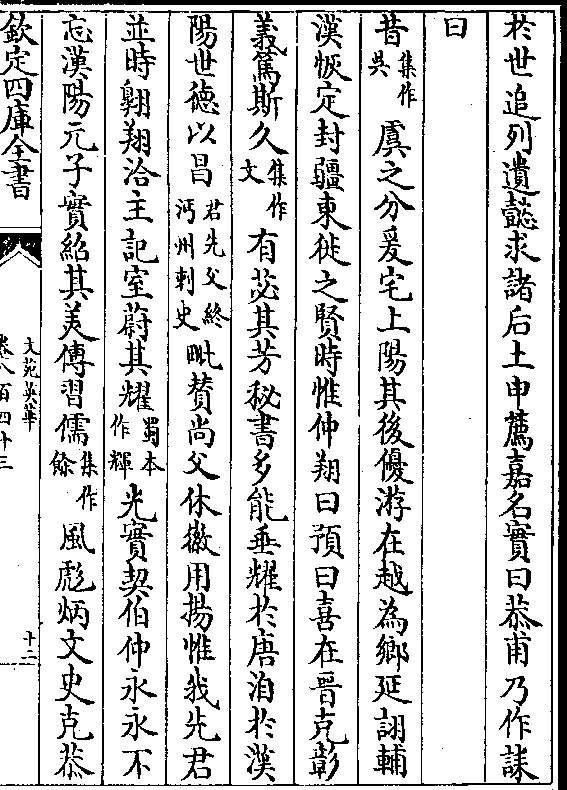 於世追列遺懿求諸后土申薦嘉名實曰恭甫乃作誄
曰
昔集作吳虞之分爰宅上陽其後優游在越為鄉延詡輔
漢恢定封疆東徙之賢時惟仲翔曰預曰喜在晉克彰
義篤斯久集作文有苾其芳秘書多能垂耀於唐洎於漢
陽世德以昌君先父終沔州刺史毗贊尚父休徽用揚惟我先君
並時翺翔洽主記室蔚其耀蜀本作輝光實契伯仲永永不
忘漢陽元子實紹其美傳習儒集作餘風彪炳文史克恭
欽定四庫全書
文苑英華
卷八百四十三
十三